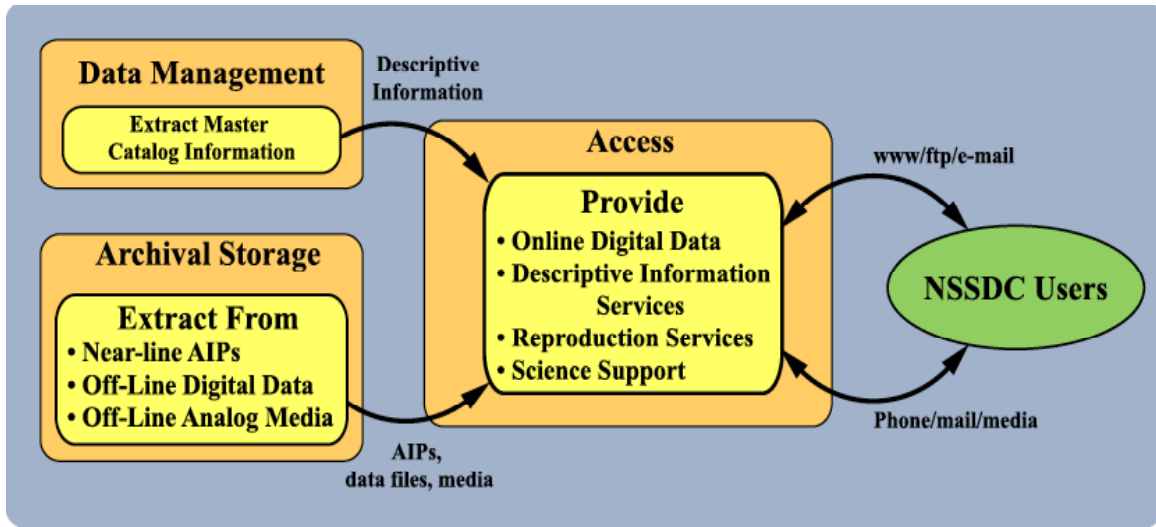 Data Management
Extract Master
Catalog Information
Descriptive
Information
Archival Storage
Extract From
• Near-line AIPs
• Off-Line Digital Data
• Off-Line Analog Media
AIPs,
data files, media
Access
Provide
• Online Digital Data
• Descriptive Information
Services
• Reproduction Services
• Science Support
www/ftp/e-mail
NSSDC Users
Phone/mail/media